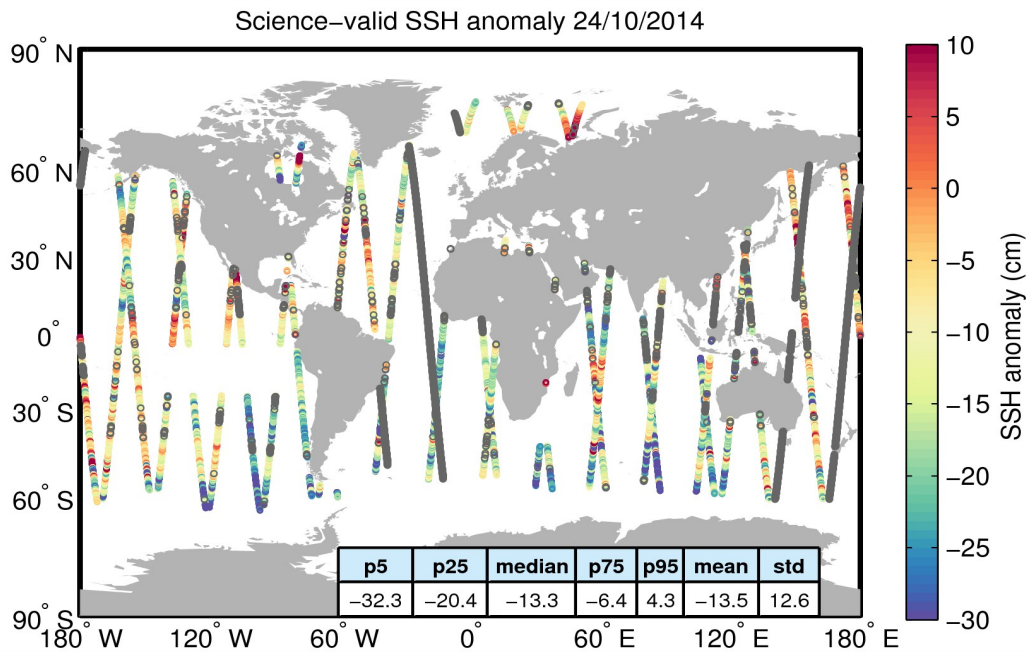 Science−valid SSH anomaly 24/10/2014
90° N
60° N
30° N
0°
30° S
60° S
90° S
180° W
120° W
60° W
0°
60° E
120° E
180° E
p5 p25 median p75 p95 mean std
−32.3 −20.4 −13.3 −6.4 4.3 −13.5 12.6
10
5
0
−5
−10
−15
−20
−25
−30
SSH anomaly (cm)